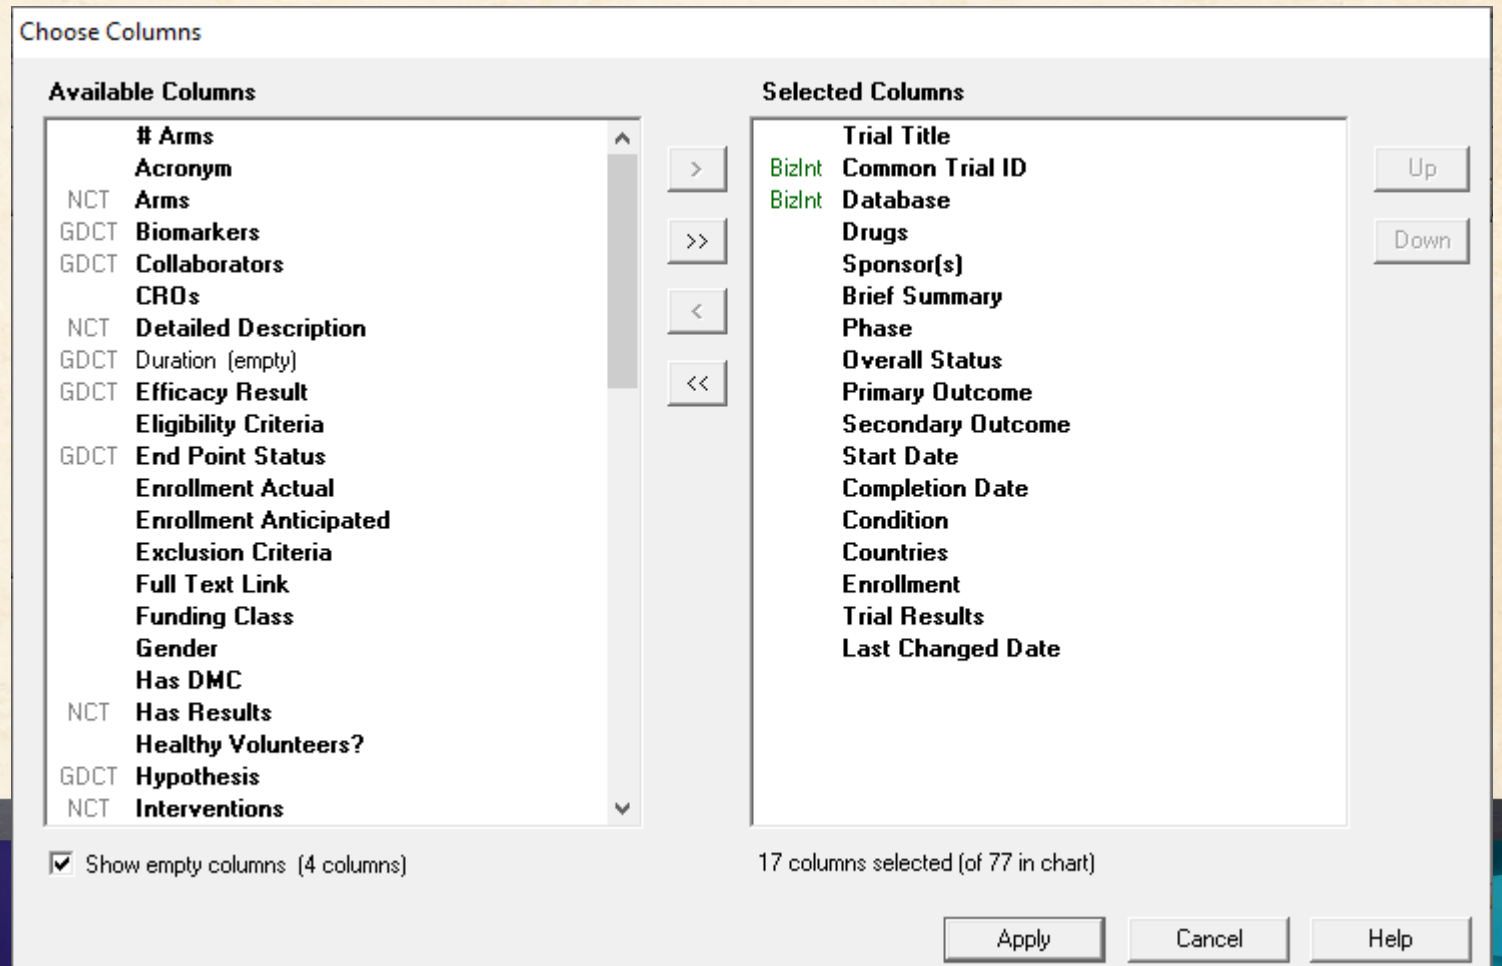 Choose Columns
Available Columns
# Arms
Acronym
NCT Arms
GDCT Biomarkers
GDCT Collaborators
CROs
NCT Detailed Description
GDCT Duration (empty)
GDCT Efficacy Result
Eligibility Criteria
GDCT End Point Status
Enrollment Actual
Enrollment Anticipated
Exclusion Criteria
Full Text Link
Funding Class
Gender
Has DMC
NCT Has Results
Healthy Volunteers?
GDCT Hypothesis
NCT Interventions
Show empty columns (4 columns)
>
>>
<
<<
Selected Columns
Trial Title
BizInt Common Trial ID
BizInt Database
Drugs
Sponsor(s)
Brief Summary
Phase
Overall Status
Primary Outcome
Secondary Outcome
Start Date
Completion Date
Condition
Countries
Enrollment
Trial Results
Last Changed Date
17 columns selected (of 77 in chart)
Up
Down
Apply
Cancel
Help